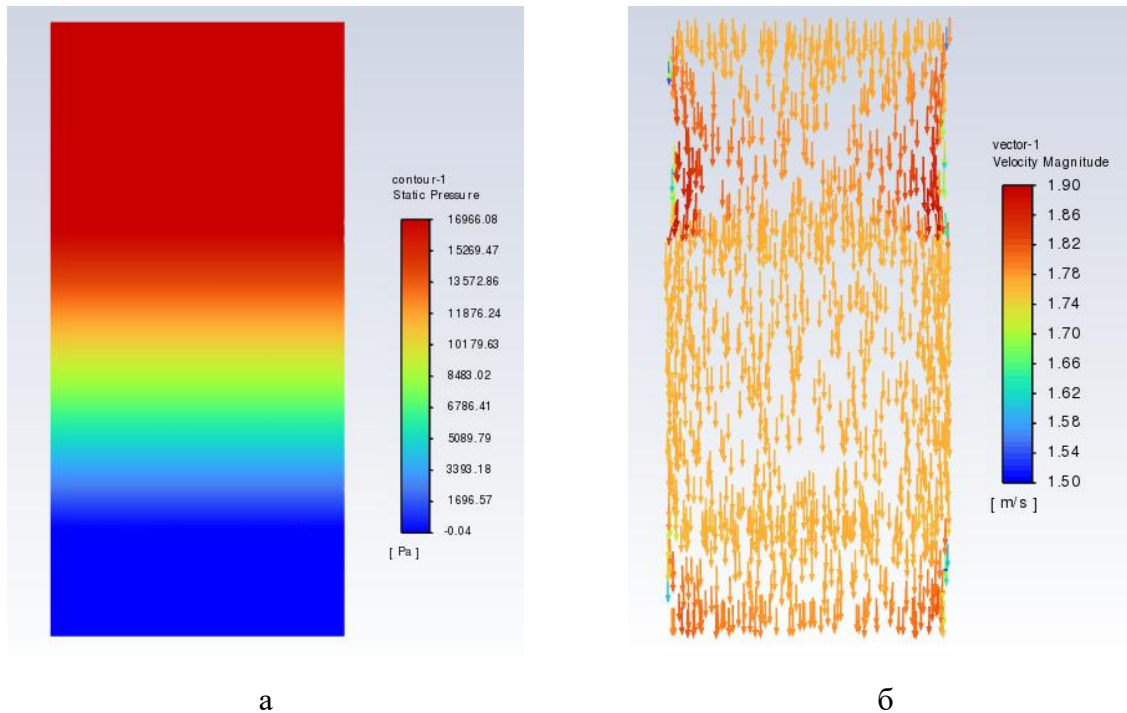 contour-1
Static Pressure
16966.08
15269.47
13572.86
11876.24
10179.63
8483.02
6786.41
5089.79
3393.18
1696.57
-0.04
[ Pa ]
vector-1
Velocity Magnitude
1.90
1.86
1.82
1.78
1.74
1.70
1.66
1.62
1.58
1.54
1.50
[ m/s ]
а
б